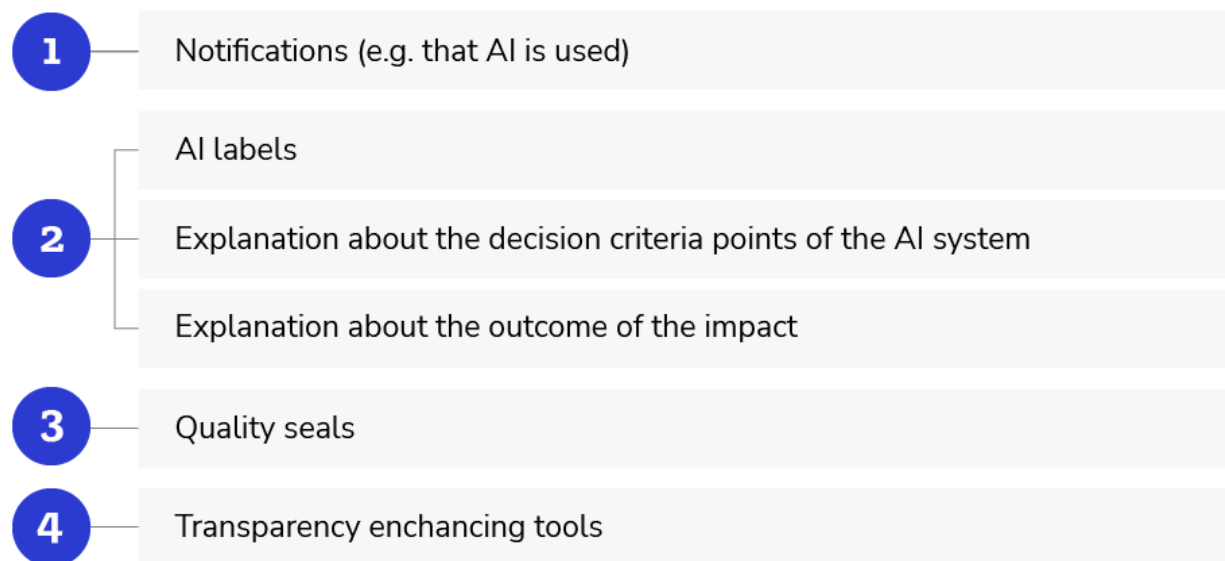 1
Notifications (e.g. that AI is used)
AI labels
2
Explanation about the decision criteria points of the AI system
Explanation about the outcome of the impact
3
Quality seals
4
Transparency enchancing tools